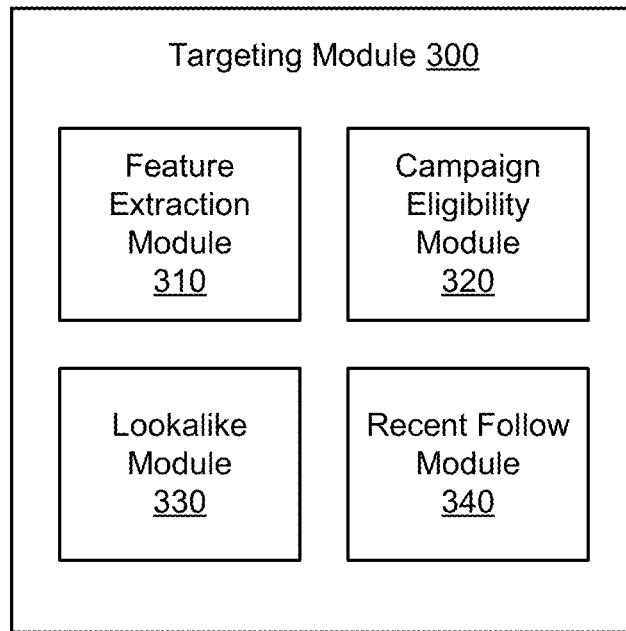 Targeting Module 300
Feature
Extraction
Module
310
Campaign
Eligibility
Module
320
Lookalike
Module
330
Recent Follow
Module
340